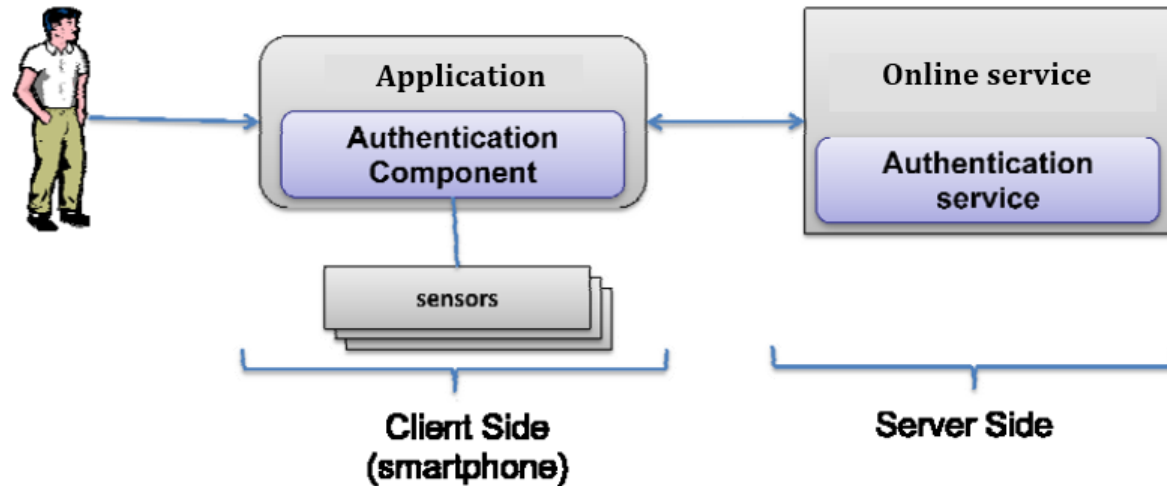 Application
Authentication
Component
Online service
Authentication
service
sensors
Client Side
(smartphone)
Server Side